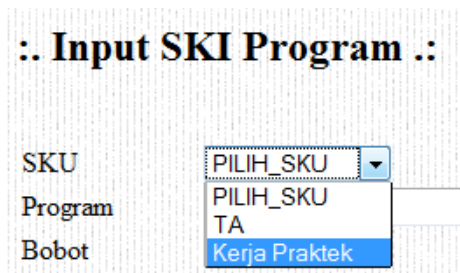 :. Input SKI Program .:
SKU PILIH_SKU
PILIH_SKU
Program
TA
Bobot Kerja Praktek